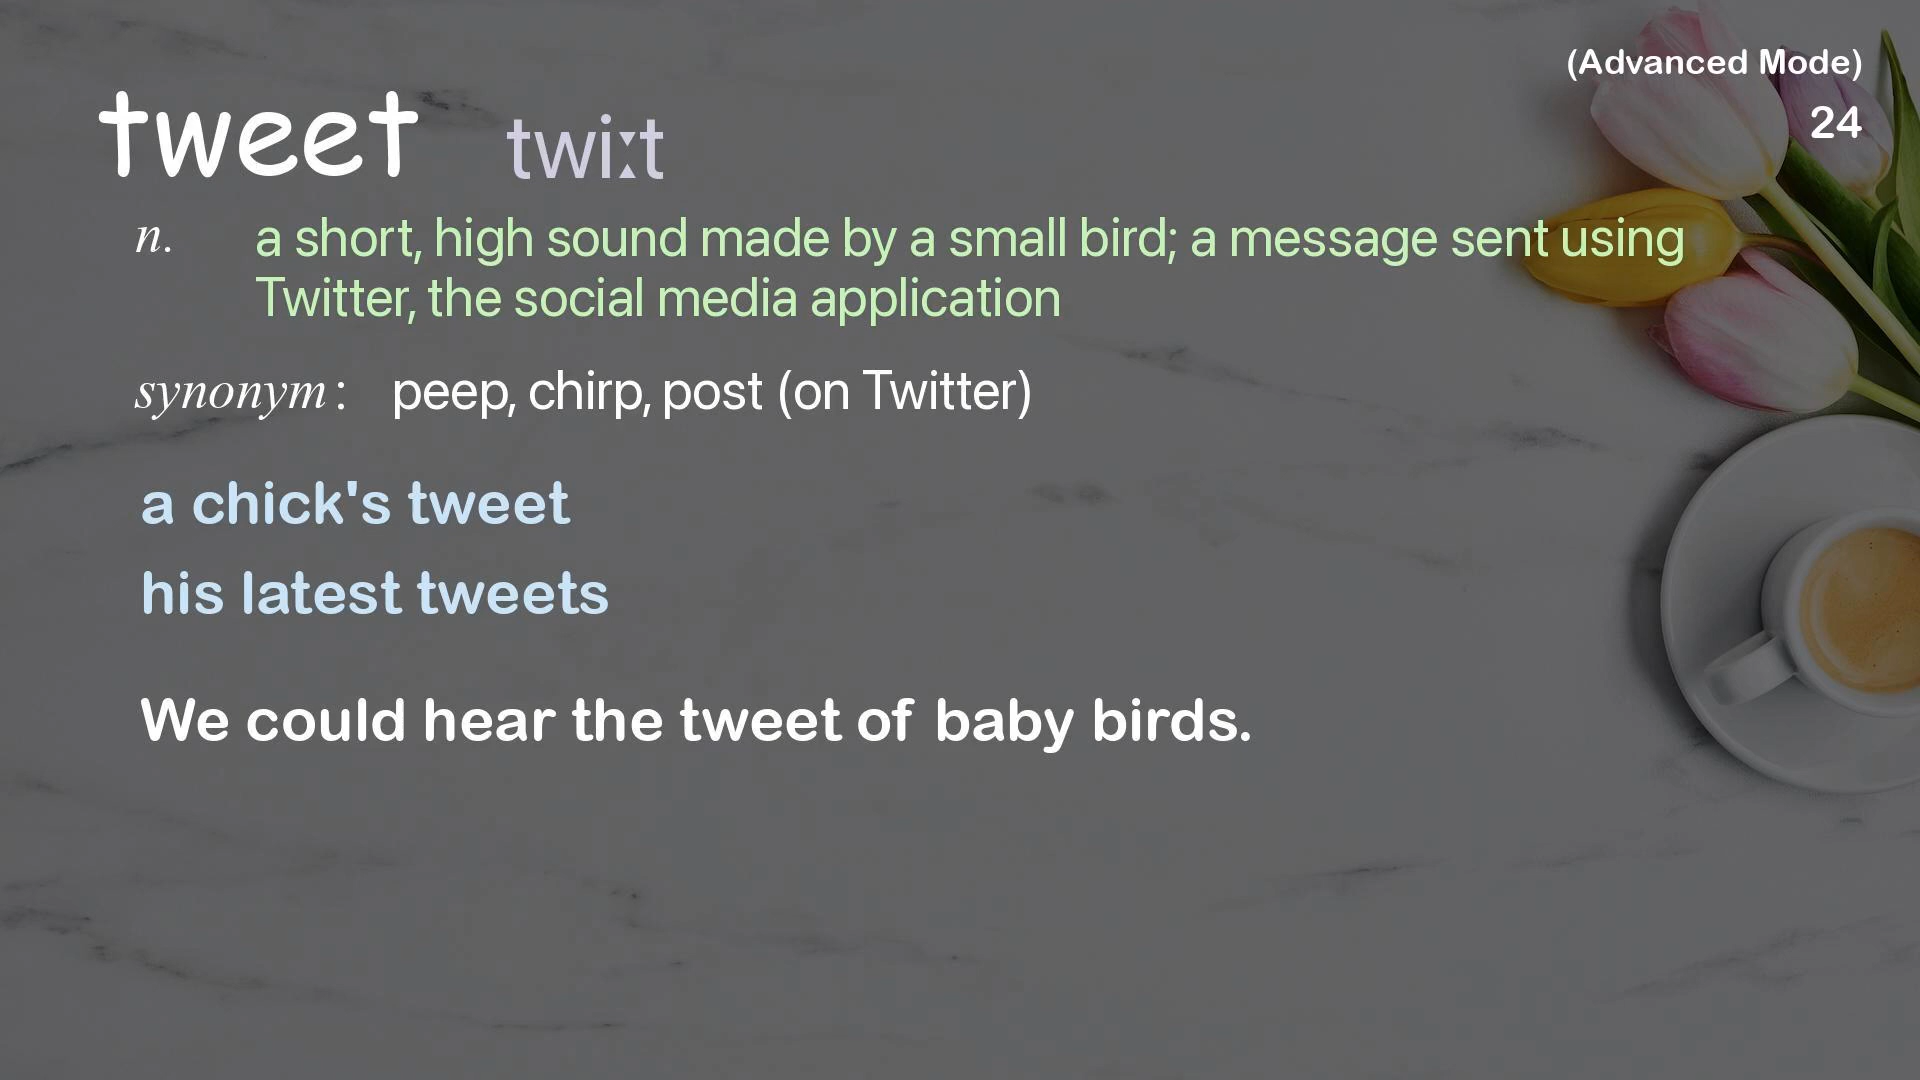 (Advanced Mode)
24
tweet twiːt
n. a short, high sound made by a small bird; a message sent using
Twitter, the social media application
synonym: peep, chirp, post (on Twitter)
a chick's tweet
his latest tweets
We could hear the tweet of baby birds.